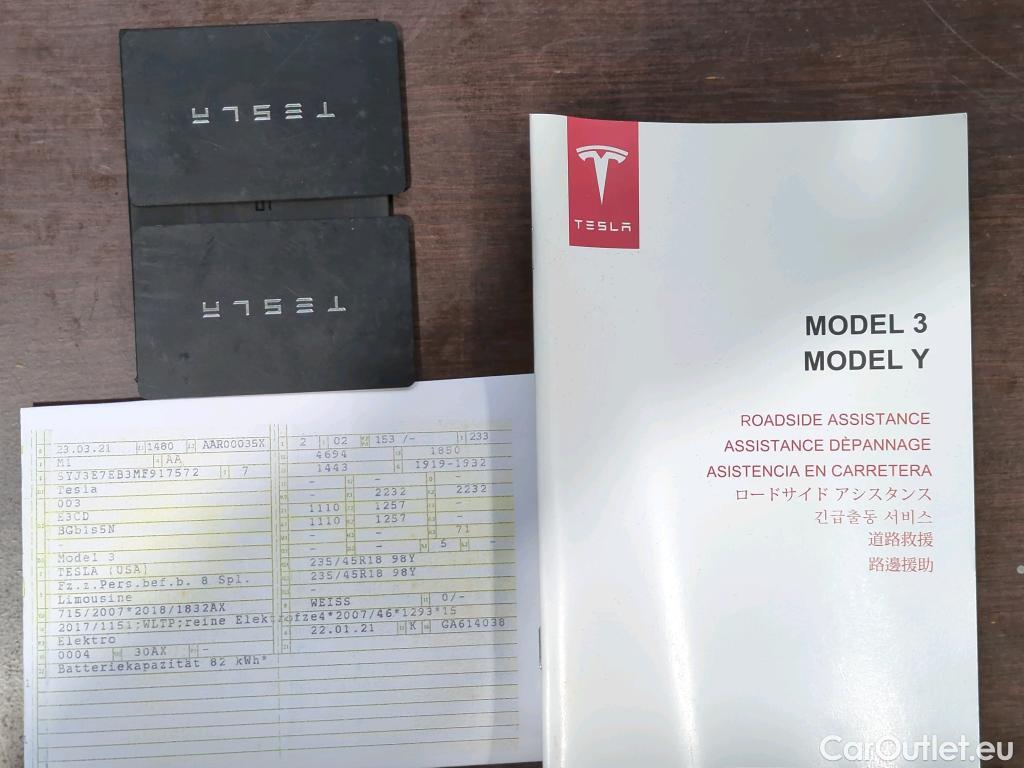 TESLA
TESLA
TESLA
MODEL 3
MODEL Y
ROADSIDE ASSISTANCE
ASSISTANCE DÈPANNAGE
ASISTENCIA EN CARRETERA
ロードサイド アシスタンス
긴급출동 서비스
道路救援
路邊援助
23.03.21 1480 AAR00035X
M1 AA
5YJ3E7EB3MF917572 7
Tesla
003
E3CD
BGb1s5N
Model 3
TESLA (USA)
Fz.z.Pers.bef.b. 8 Spl.
Limousine
715/2007*2018/1832AX
2017/1151;WLTP;reine Elektrofze4*2007/46*1293*15
Elektro
0004 30AX -
Batteriekapazität 82 kWh*
2 02 153 /- 233
4694 1850
1443 1919-1932
- - -
- 2232 2232
1110 1257 -
1110 1257 -
- - 71
- - 5 -
235/45R18 98Y
235/45R18 98Y
-
WEISS 0/-
22.01.21 K GA614038
CarOutlet.eu